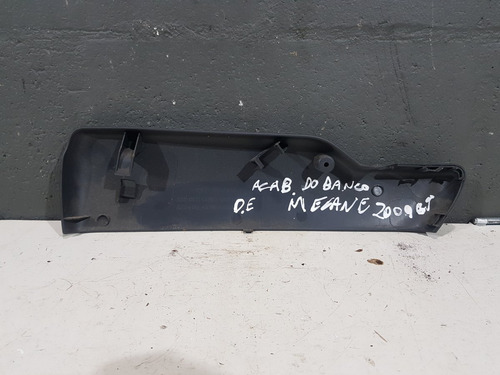 ACAB. DO BANCO
D.E MEGANE 2009 GT